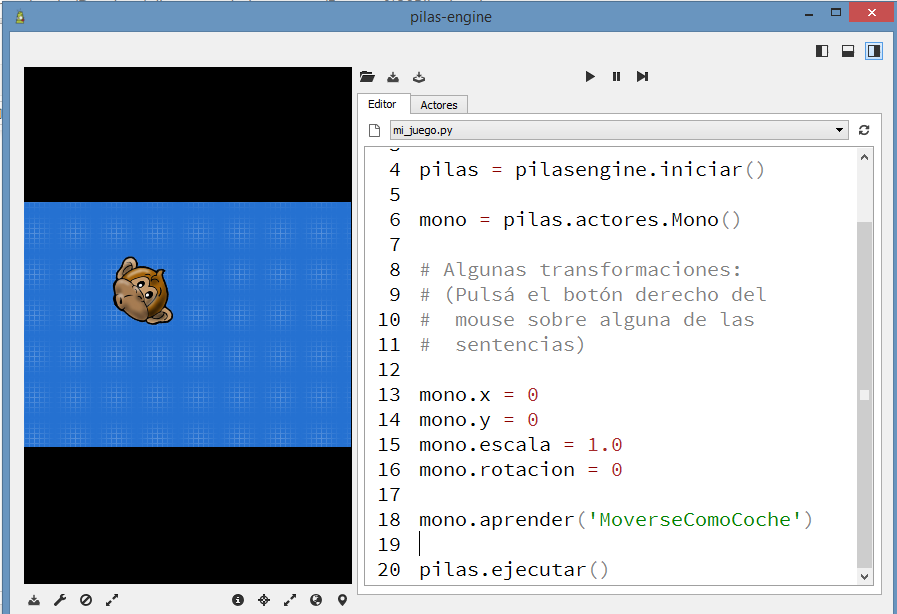 pilas-engine
Editor
Actores
mi_juego.py
4 pilas = pilasengine.iniciar()
5
6 mono = pilas.actores.Mono()
7
8 # Algunas transformaciones:
9 # (Pulsá el botón derecho del
10 #  mouse sobre alguna de las
11 #  sentencias)
12
13 mono.x = 0
14 mono.y = 0
15 mono.escala = 1.0
16 mono.rotacion = 0
17
18 mono.aprender('MoverseComoCoche')
19
20 pilas.ejecutar()